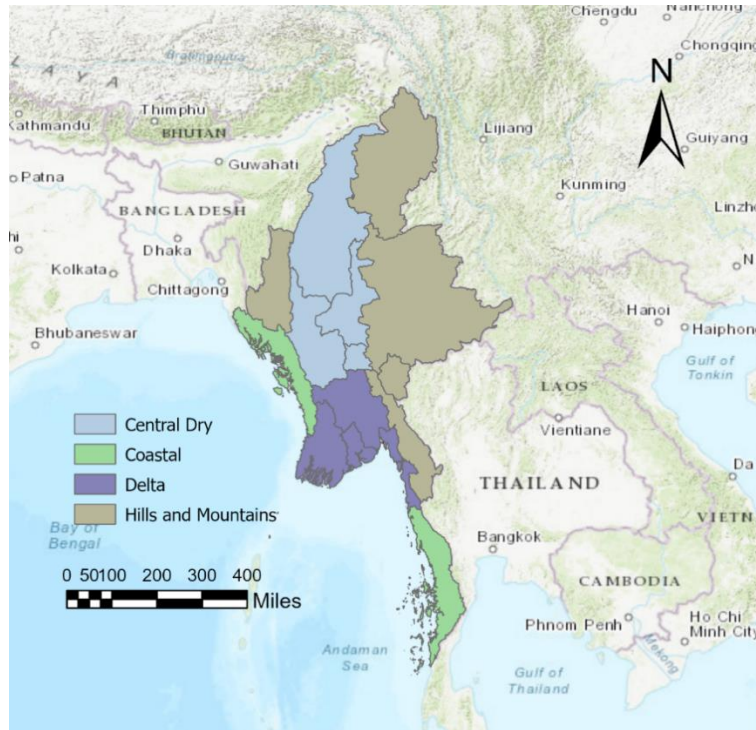 Chengdu
Nanchong
Chongqing
Brahmaputra
L A Y A
Thimphu
BHUTAN
Kathmandu
N
Lijiang
Guiyang
Patna
Guwahati
Kunming
BANGLADESH
Linzho
Dhaka
Kolkata
Chittagong
N
Hanoi
Haiphong
Bhubaneswar
Gulf of
Tonkin
LAOS
Vientiane
Central Dry
Coastal
Delta
Hills and Mountains
Da
THAILAND
VIETN
Bay of
Bengal
Bangkok
CAMBODIA
0 50100 200 300 400
Miles
Phnom Penh
Ho Chi
Minh City
Mekong
Andaman
Sea
Gulf of
Thailand